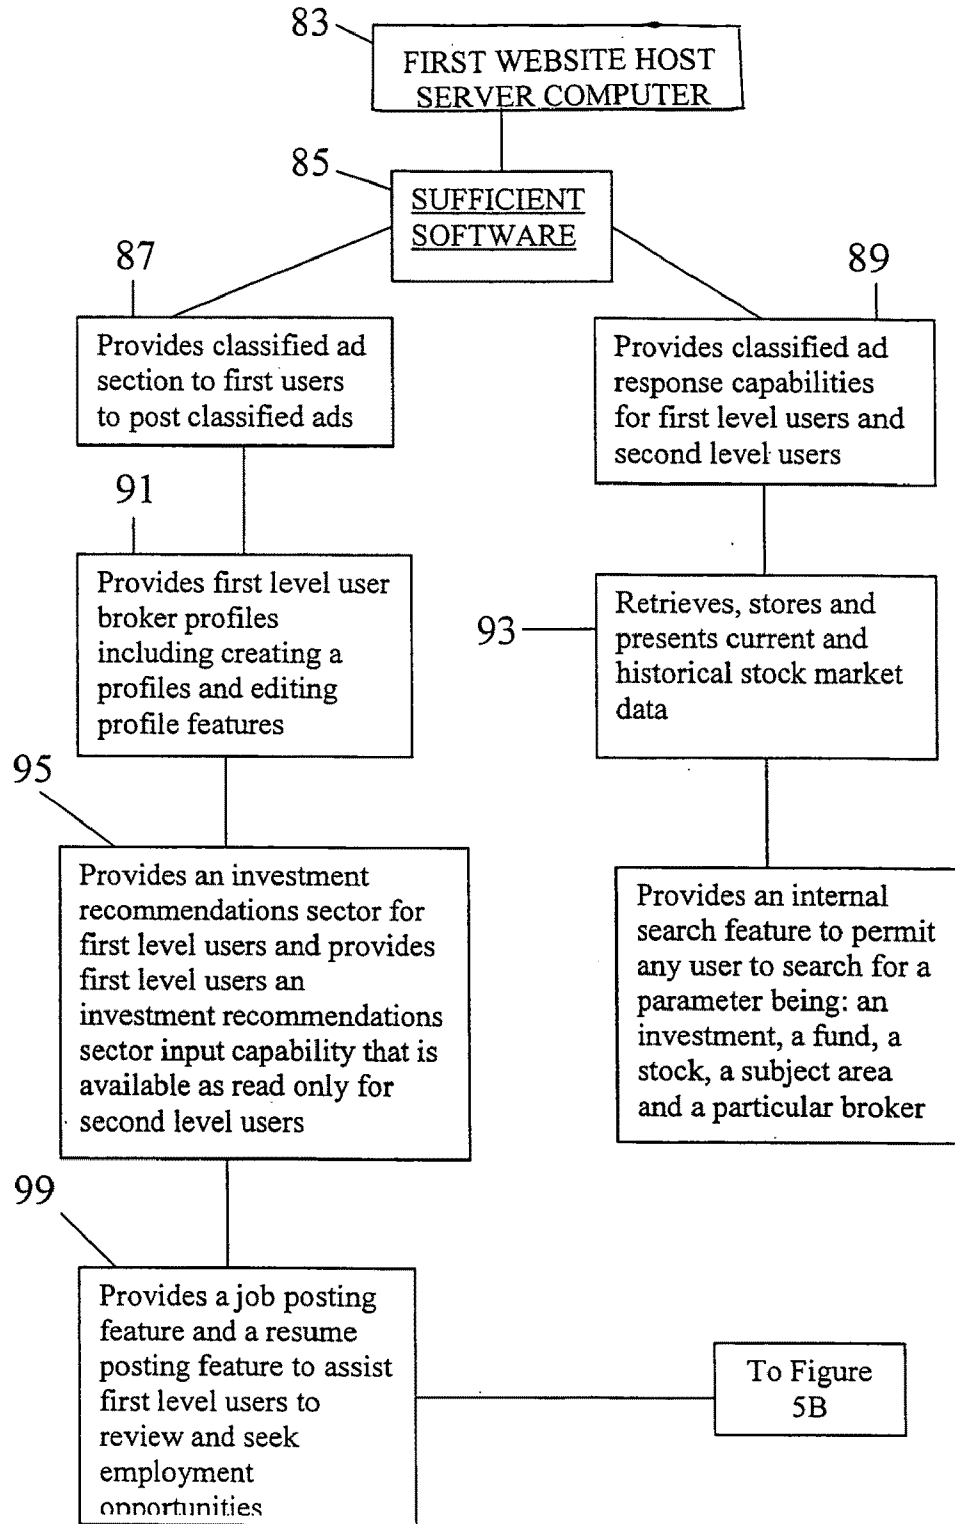 83
FIRST WEBSITE HOST
SERVER COMPUTER
85
SUFFICIENT
SOFTWARE
87
Provides classified ad
section to first users
to post classified ads
89
Provides classified ad
response capabilities
for first level users and
second level users
91
Provides first level user
broker profiles
including creating a
profiles and editing
profile features
93
Retrieves, stores and
presents current and
historical stock market
data
95
Provides an investment
recommendations sector for
first level users and provides
first level users an
investment recommendations
sector input capability that is
available as read only for
second level users
Provides an internal
search feature to permit
any user to search for a
parameter being: an
investment, a fund, a
stock, a subject area
and a particular broker
99
Provides a job posting
feature and a resume
posting feature to assist
first level users to
review and seek
employment
opportunities
To Figure
5B